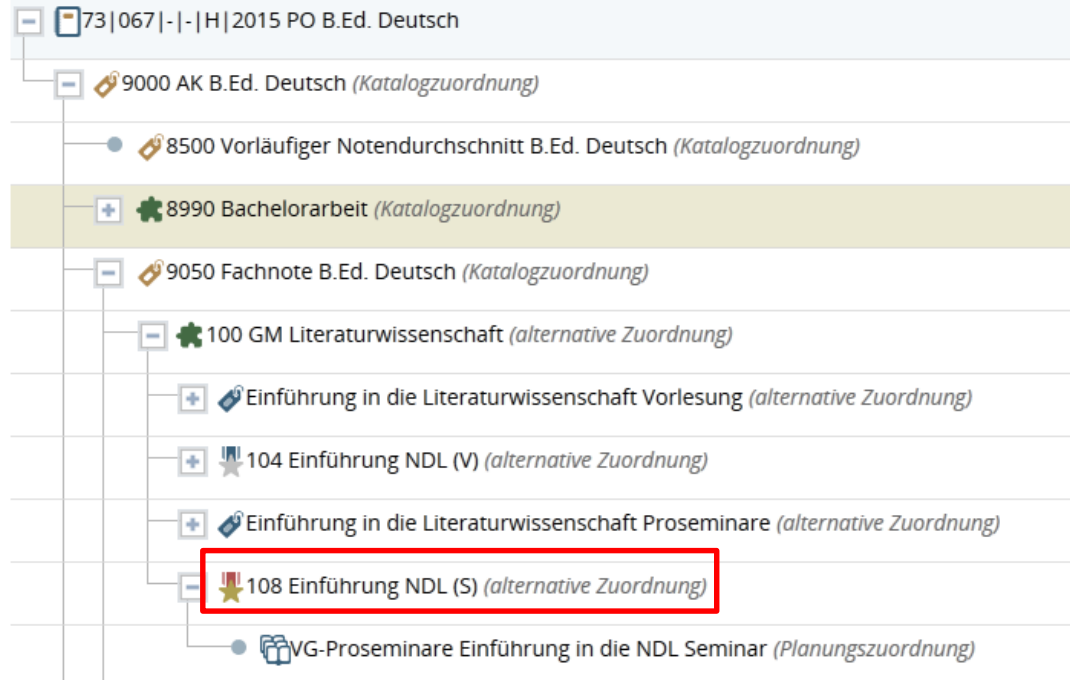 73|067|-|-|H|2015 PO B.Ed. Deutsch
9000 AK B.Ed. Deutsch (Katalogzuordnung)
8500 Vorläufiger Notendurchschnitt B.Ed. Deutsch (Katalogzuordnung)
8990 Bachelorarbeit (Katalogzuordnung)
9050 Fachnote B.Ed. Deutsch (Katalogzuordnung)
100 GM Literaturwissenschaft (alternative Zuordnung)
Einführung in die Literaturwissenschaft Vorlesung (alternative Zuordnung)
104 Einführung NDL (V) (alternative Zuordnung)
Einführung in die Literaturwissenschaft Proseminare (alternative Zuordnung)
108 Einführung NDL (S) (alternative Zuordnung)
VG-Proseminare Einführung in die NDL Seminar (Planungszuordnung)